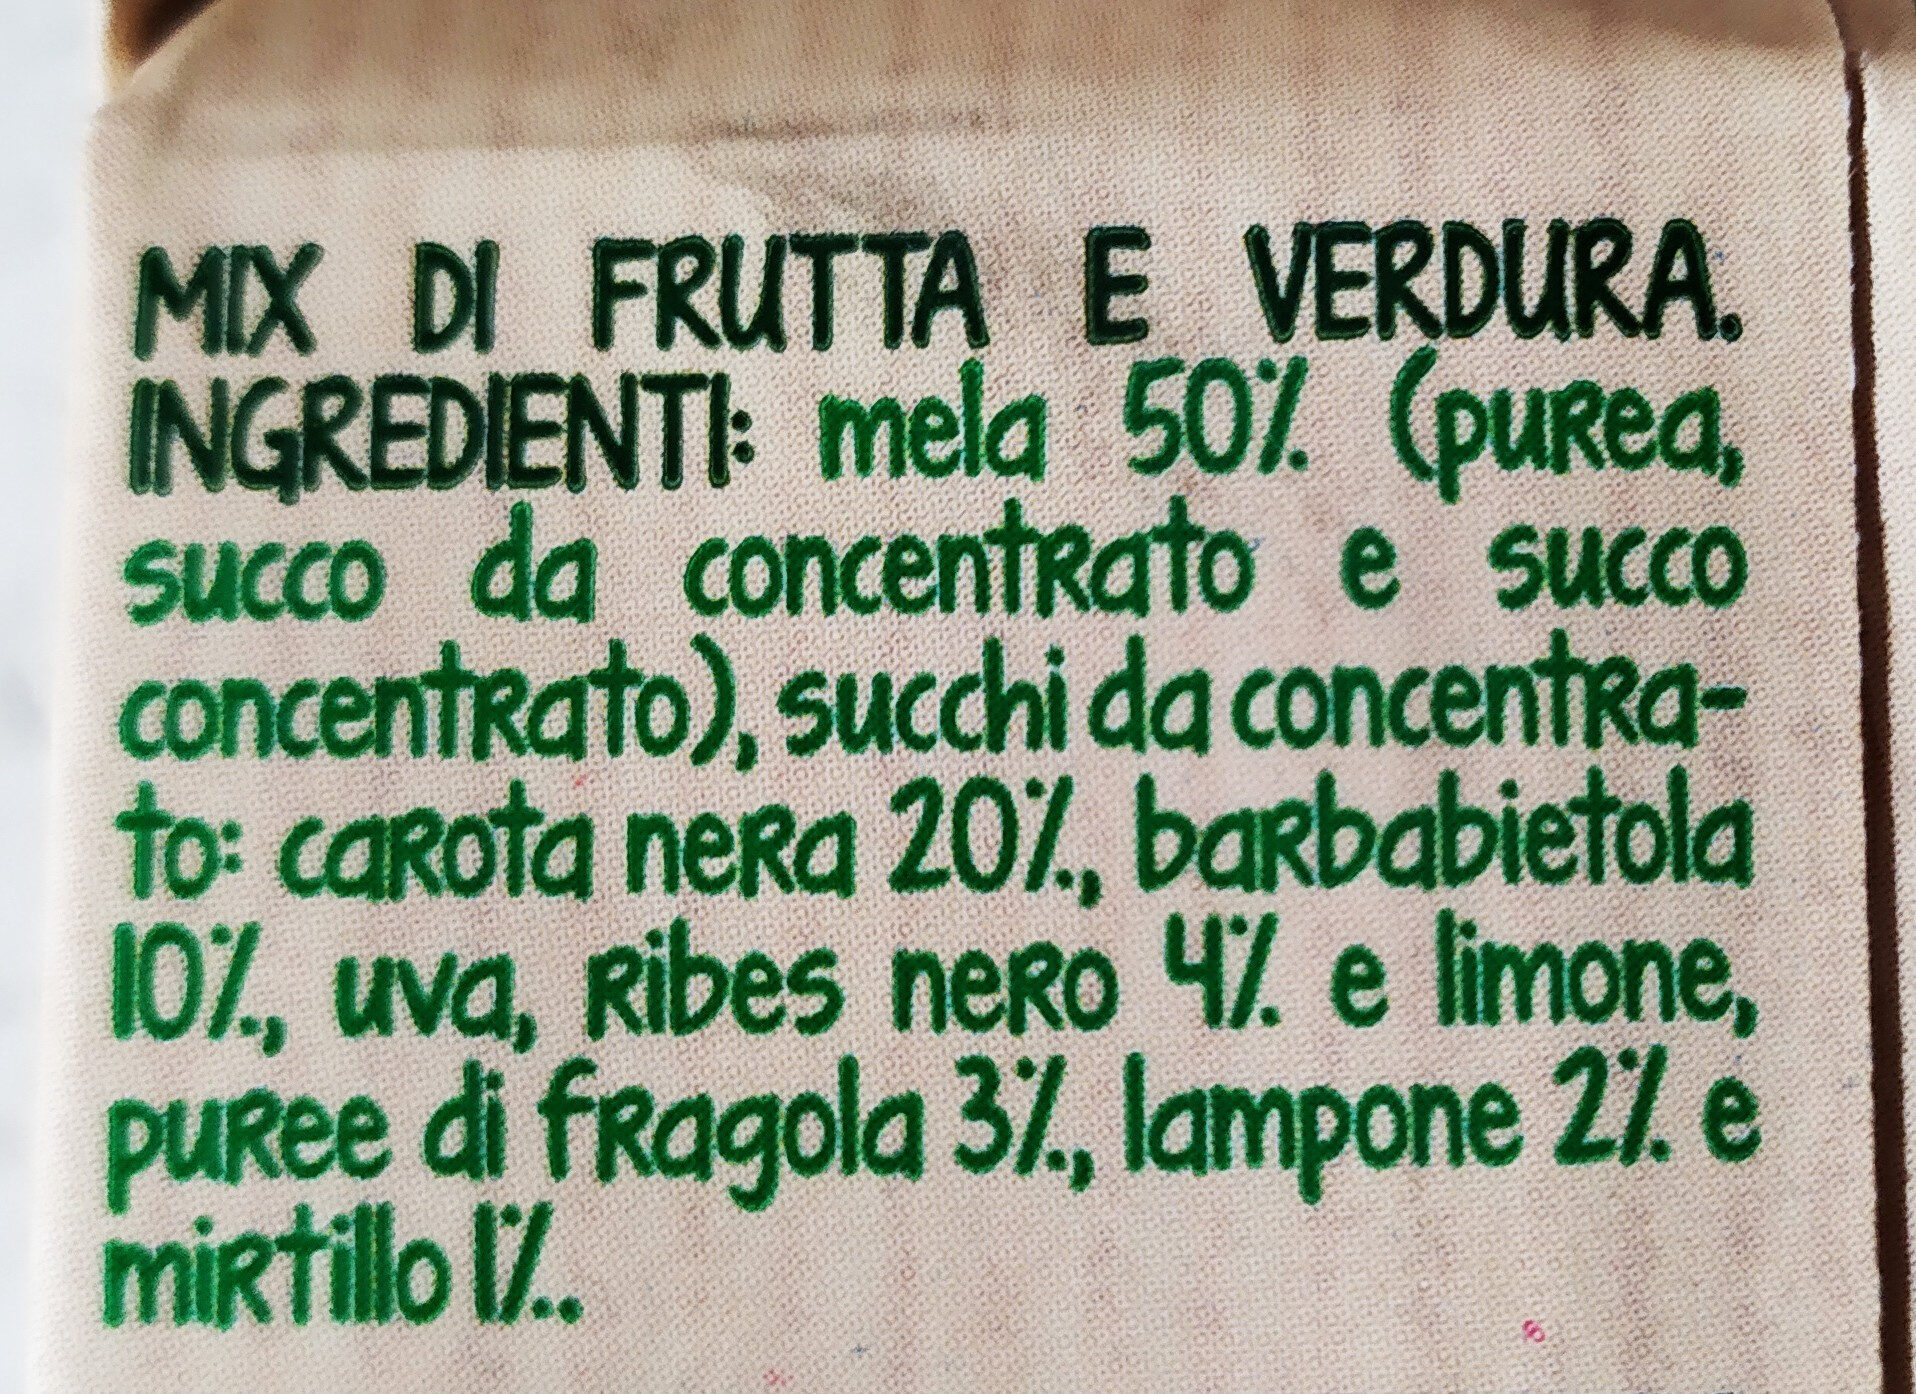 MIX DI FRUTTA E VERDURA.
INGREDIENTI: mela 50% (purea,
succo da concentrato e succo
concentrato), succhi da concentra-
to: carota nera 20%, barbabietola
10%, uva, ribes nero 4% e limone,
puree di fragola 3%, lampone 2% e
mirtillo 1%.